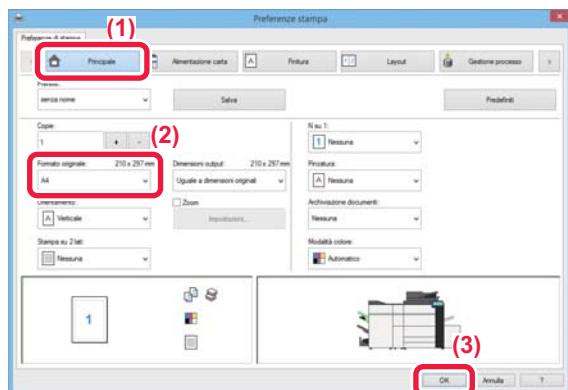 Preferenze stampa
(1)
Preferenze di stampa
Principale
Alimentazione carta
Finitura
Layout
Gestione processo
Preferiti:
senza nome
Salva
Predefiniti
Copie:
1
+
-
(2)
N su 1:
1 Nessuna
Formato originale:
210 x 297 mm
A4
Dimensioni output:
210 x 297 mm
Uguale a dimensioni originali
Pinzatura:
A Nessuna
Orientamento:
A Verticale
Zoom
Impostazioni...
Archiviazione documenti:
Nessuna
Stampa su 2 lati:
Nessuna
Modalità colore:
Automatico
1
(3)
OK
Annulla
?